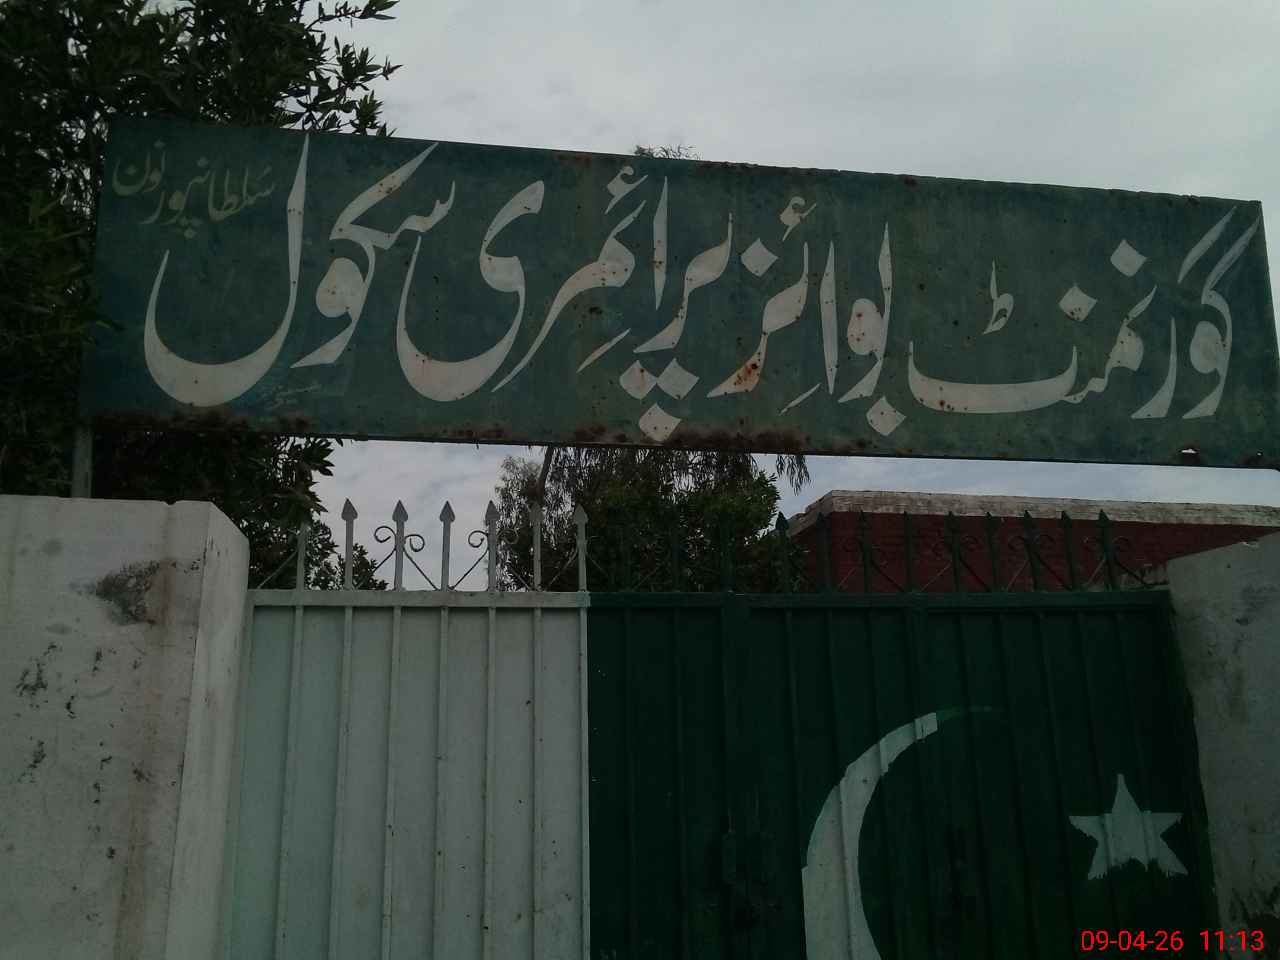 گورنمنٹ بوائز پرائمری سکول
سلطانپور نون
09-04-26 11:13